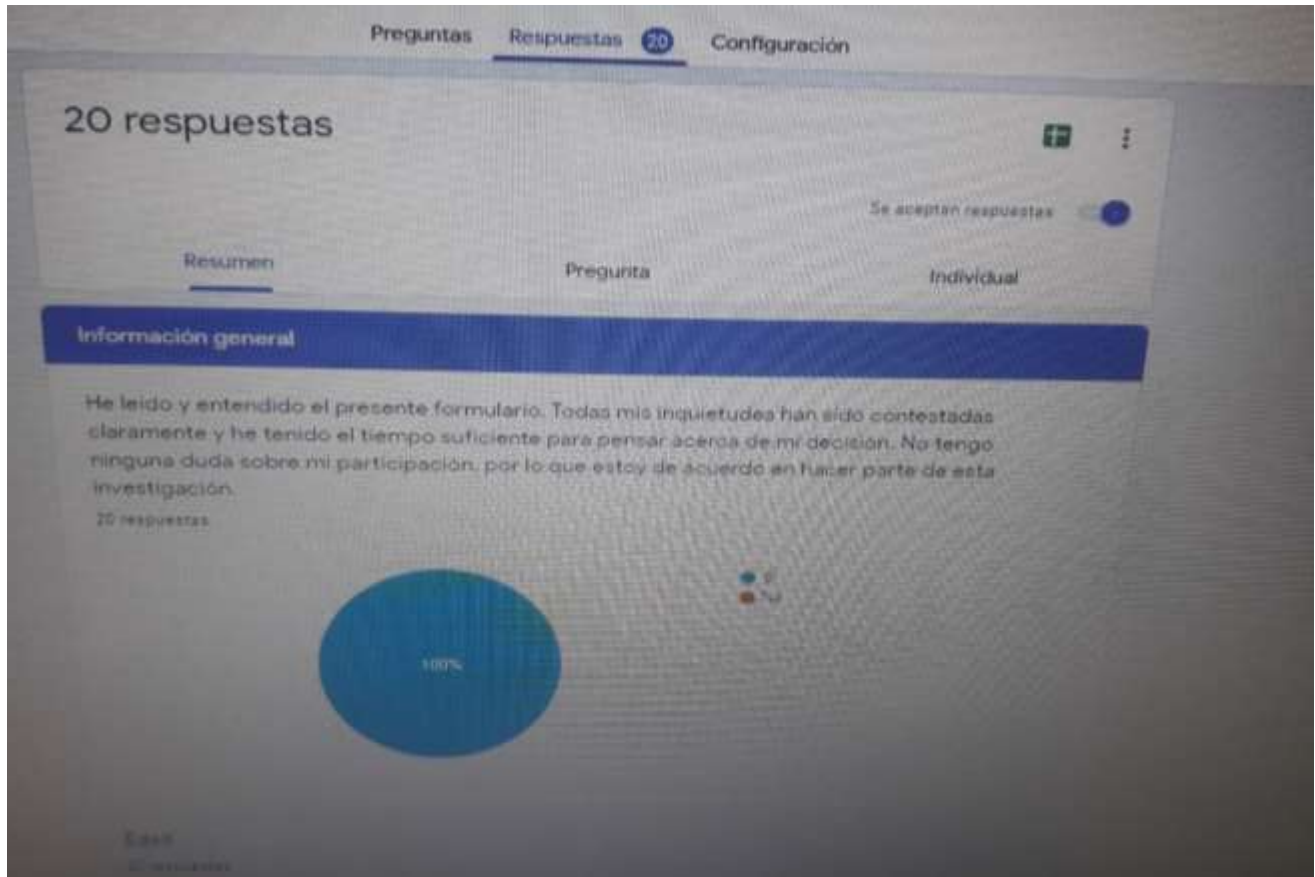 Preguntas Respuestas 20 Configuración
20 respuestas
Se aceptan respuestas
Resumen Pregunta Individual
Información general
He leído y entendido el presente formulario. Todas mis inquietudes han sido contestadas
claramente y he tenido el tiempo suficiente para pensar acerca de mi decisión. No tengo
ninguna duda sobre mi participación, por lo que estoy de acuerdo en hacer parte de esta
investigación.
20 respuestas
100%